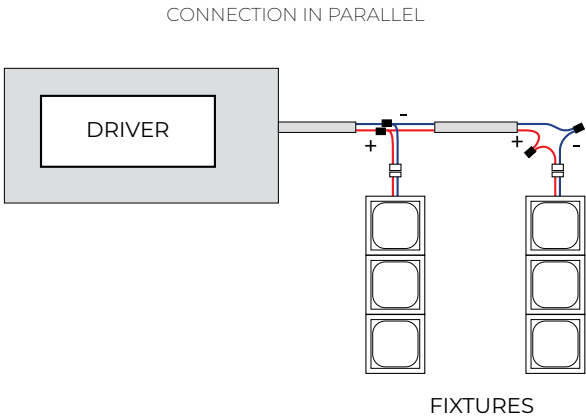 CONNECTION IN PARALLEL
DRIVER
-
+
+
-
FIXTURES